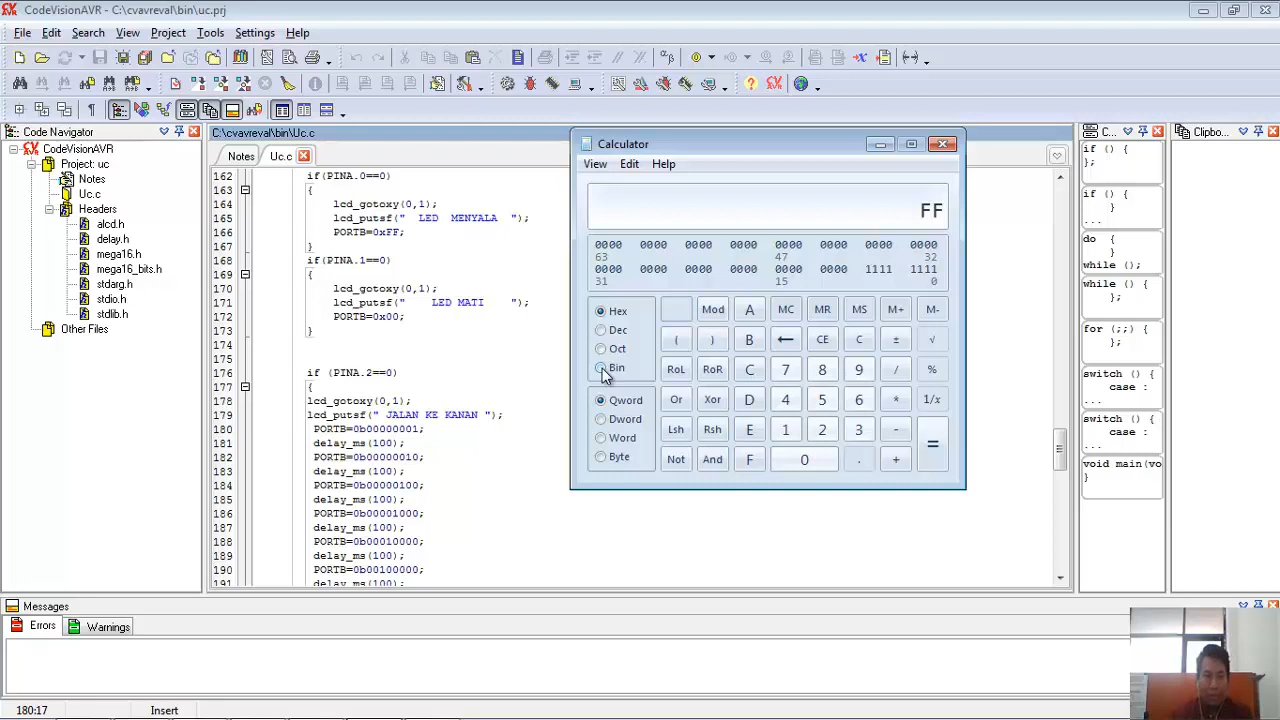 CodeVisionAVR - C:\cvavreval\bin\uc.prj
File Edit Search View Project Tools Settings Help
Code Navigator
CodeVisionAVR
Project: uc
Notes
Uc.c
Headers
alcd.h
delay.h
mega16.h
mega16_bits.h
stdarg.h
stdio.h
stdlib.h
Other Files
C:\cvavreval\bin\Uc.c
Notes Uc.c
162 if(PINA.0==0)
163 {
164 lcd_gotoxy(0,1);
165 lcd_putsf("  LED  MENYALA  ");
166 PORTB=0xFF;
167 }
168 if(PINA.1==0)
169 {
170 lcd_gotoxy(0,1);
171 lcd_putsf("    LED MATI    ");
172 PORTB=0x00;
173 }
174
175
176 if (PINA.2==0)
177 {
178 lcd_gotoxy(0,1);
179 lcd_putsf(" JALAN KE KANAN ");
180 PORTB=0b00000001;
181 delay_ms(100);
182 PORTB=0b00000010;
183 delay_ms(100);
184 PORTB=0b00000100;
185 delay_ms(100);
186 PORTB=0b00001000;
187 delay_ms(100);
188 PORTB=0b00010000;
189 delay_ms(100);
190 PORTB=0b00100000;
191 delay_ms(100);
Calculator
View Edit Help
FF
0000 0000 0000 0000 0000 0000 0000 0000
63 47 32
0000 0000 0000 0000 0000 0000 1111 1111
31 15 0
Hex
Dec
Oct
Bin
Qword
Dword
Word
Byte
Mod A MC MR MS M+ M-
( ) B ← CE C ± √
RoL RoR C 7 8 9 / %
Or Xor D 4 5 6 * 1/x
Lsh Rsh E 1 2 3 - =
Not And F 0 . +
C...
if () {
};
if () {
}
...
do {
}
while ();
while () {
};
for (;;) {
};
switch () {
case :
...
switch () {
case :
...
void main(vo
}
Clipbo...
Messages
Errors Warnings
180:17 Insert